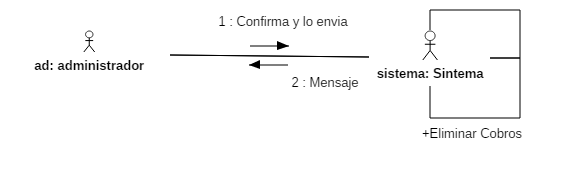 1 : Confirma y lo envia
ad: administrador
sistema: Sintema
2 : Mensaje
+Eliminar Cobros